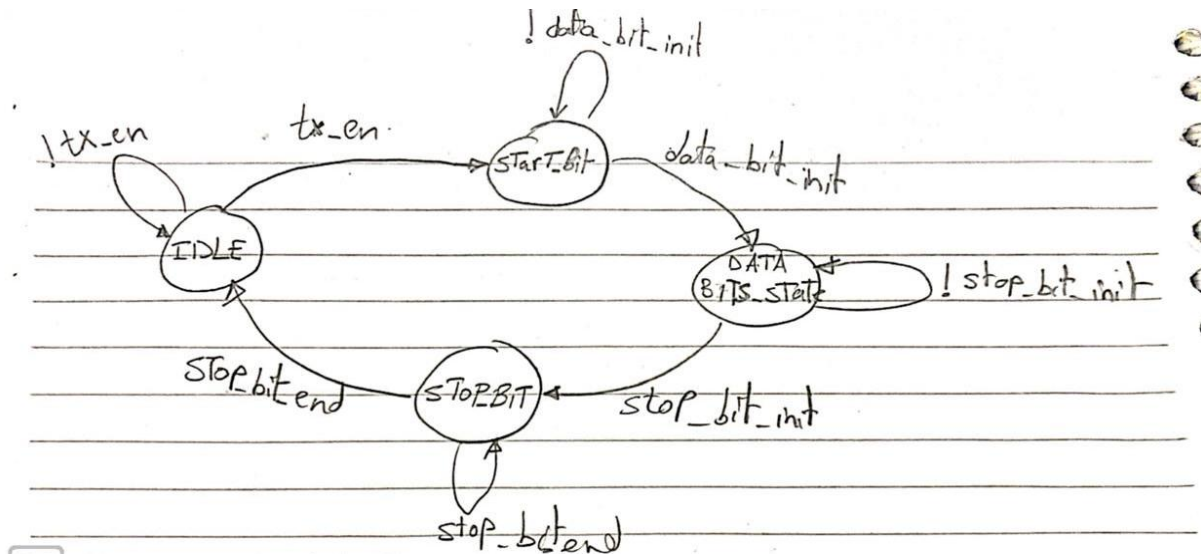 ! data_bit_init
! tx_en
tx_en
STarT_Bit
data_bit_init
IDLE
DATA
BITS_STaTe
! stop_bit_init
STop_bit_end
STOP_BIT
stop_bit_init
stop_bit_end